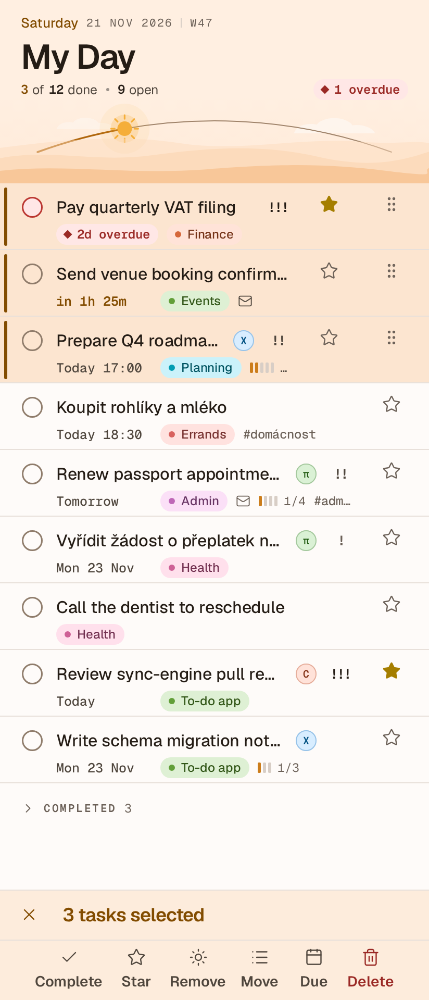 Saturday 21 NOV 2026 | W47
My Day
3 of 12 done • 9 open
1 overdue
Pay quarterly VAT filing !!!
2d overdue Finance
Send venue booking confirm…
in 1h 25m Events
Prepare Q4 roadma… X !!
Today 17:00 Planning …
Koupit rohlíky a mléko
Today 18:30 Errands #domácnost
Renew passport appointme… π !!
Tomorrow Admin 1/4 #adm…
Vyřídit žádost o přeplatek n… π !
Mon 23 Nov Health
Call the dentist to reschedule
Health
Review sync-engine pull re… C !!!
Today To-do app
Write schema migration not… X
Mon 23 Nov To-do app 1/3
COMPLETED 3
3 tasks selected
Complete Star Remove Move Due Delete